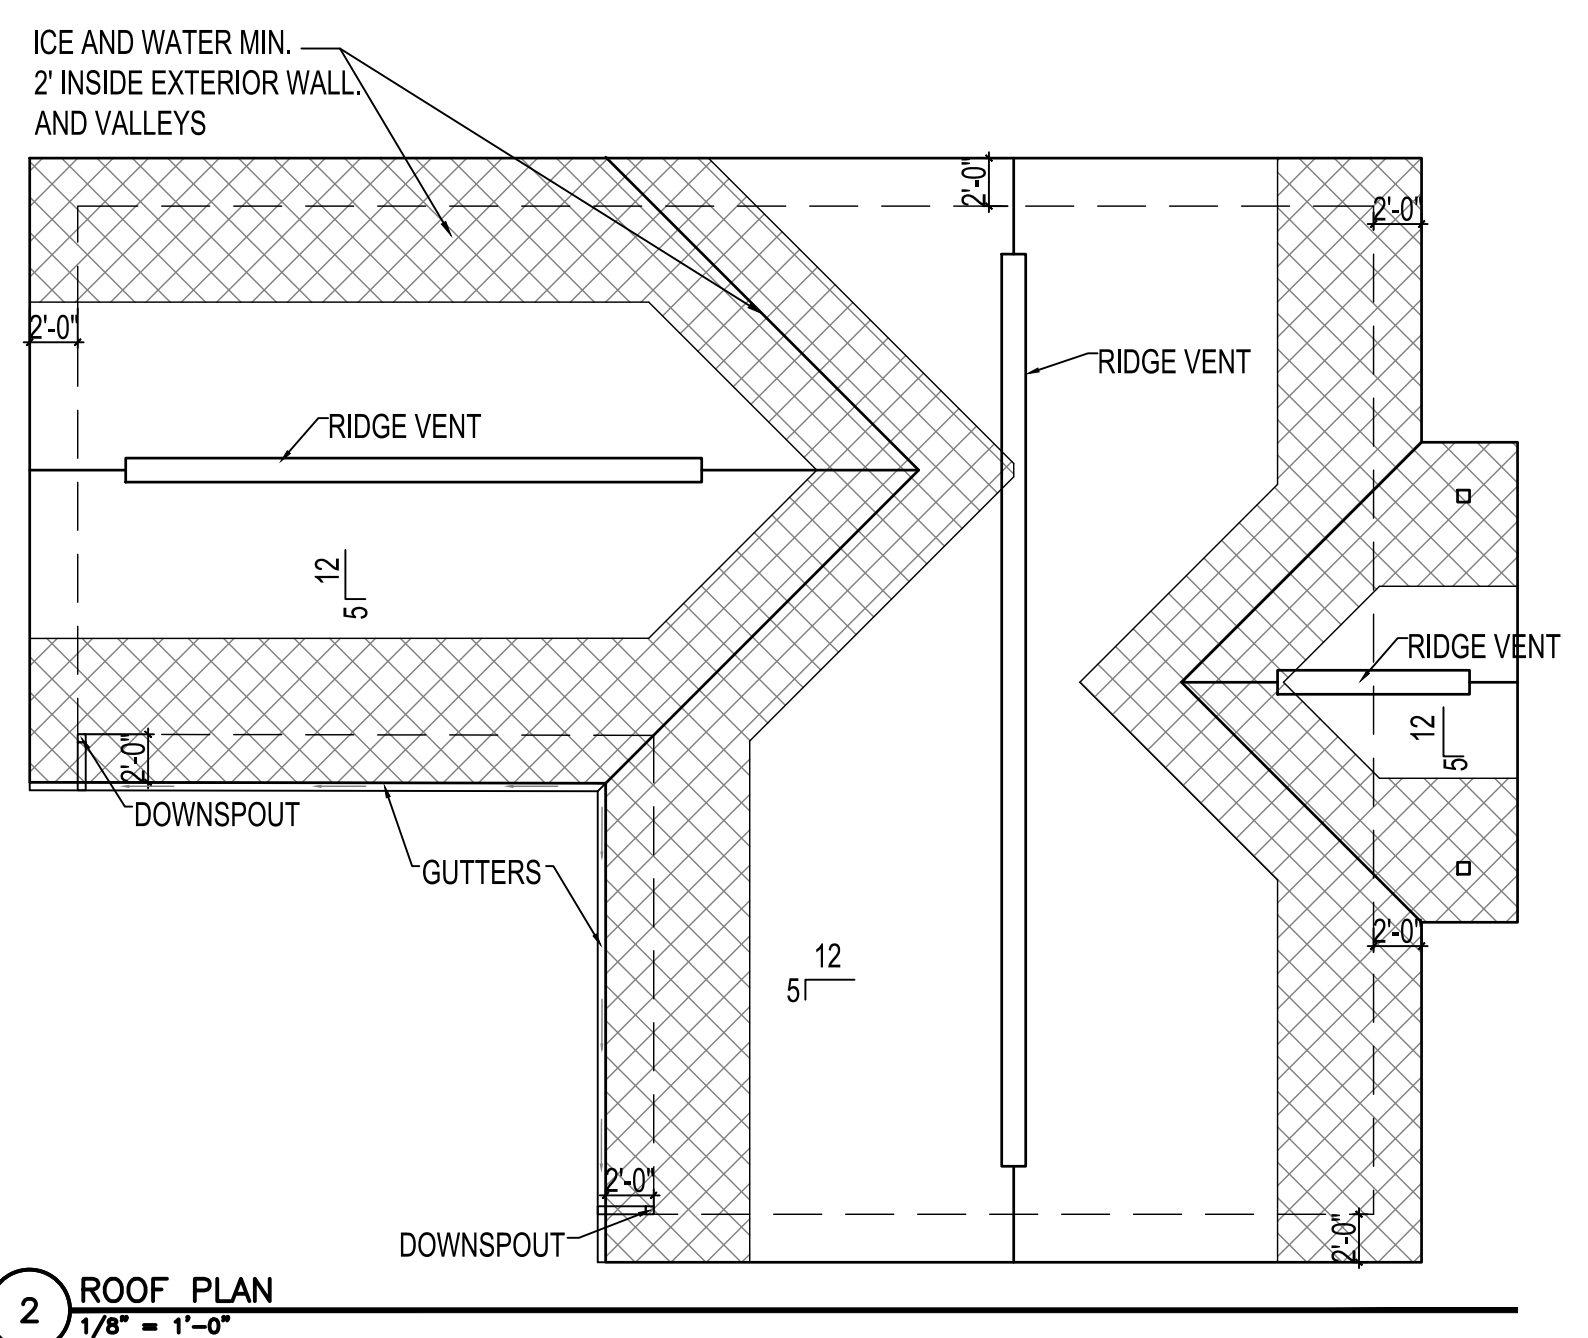 ICE AND WATER MIN.
2' INSIDE EXTERIOR WALL.
AND VALLEYS
2'-0"
2'-0"
2'-0"
RIDGE VENT
RIDGE VENT
12
5
RIDGE VENT
12
5
2'-0"
DOWNSPOUT
GUTTERS
2'-0"
12
5
2'-0"
DOWNSPOUT
2'-0"
2
ROOF PLAN
1/8" = 1'-0"